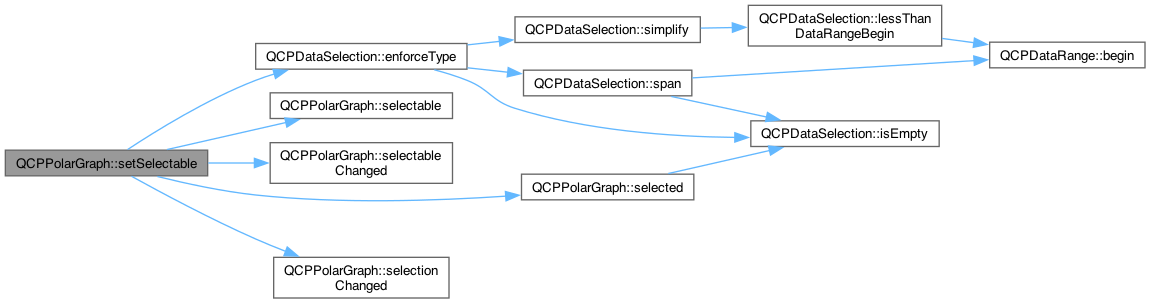 QCPPolarGraph::setSelectable
QCPDataSelection::enforceType
QCPPolarGraph::selectable
QCPPolarGraph::selectable
Changed
QCPPolarGraph::selection
Changed
QCPDataSelection::simplify
QCPDataSelection::span
QCPPolarGraph::selected
QCPDataSelection::lessThan
DataRangeBegin
QCPDataSelection::isEmpty
QCPDataRange::begin